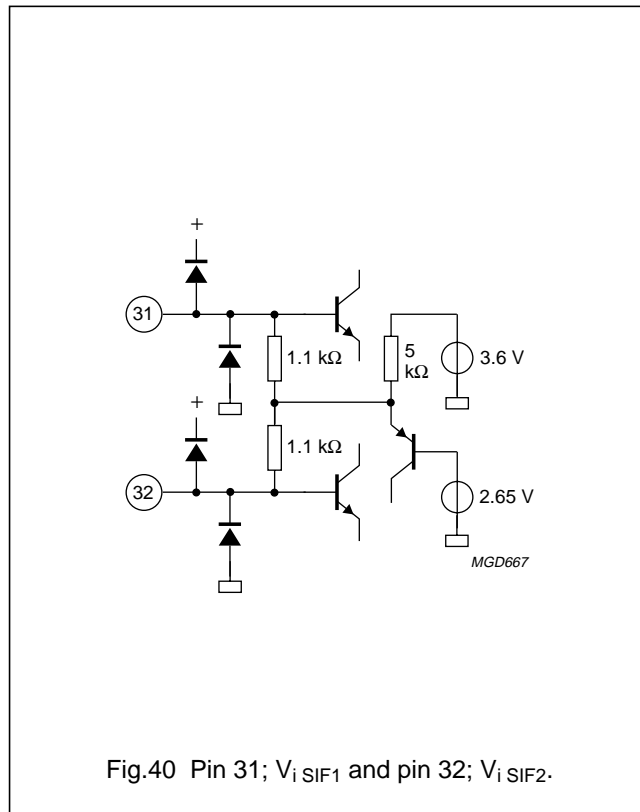 +
31
1.1 kΩ
5 kΩ
3.6 V
+
1.1 kΩ
32
2.65 V
MGD667
Fig.40 Pin 31; Vi SIF1 and pin 32; Vi SIF2.